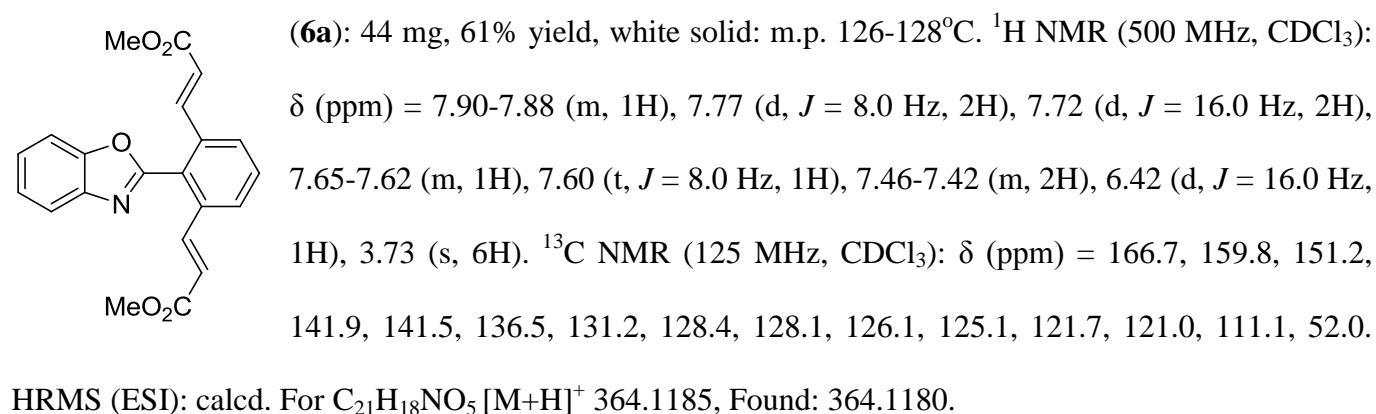 MeO2C
(6a): 44 mg, 61% yield, white solid: m.p. 126-128°C. ¹H NMR (500 MHz, CDCl₃):
δ (ppm) = 7.90-7.88 (m, 1H), 7.77 (d, J = 8.0 Hz, 2H), 7.72 (d, J = 16.0 Hz, 2H),
O
N
7.65-7.62 (m, 1H), 7.60 (t, J = 8.0 Hz, 1H), 7.46-7.42 (m, 2H), 6.42 (d, J = 16.0 Hz,
1H), 3.73 (s, 6H). ¹³C NMR (125 MHz, CDCl₃): δ (ppm) = 166.7, 159.8, 151.2,
MeO2C
141.9, 141.5, 136.5, 131.2, 128.4, 128.1, 126.1, 125.1, 121.7, 121.0, 111.1, 52.0.
HRMS (ESI): calcd. For C₂₁H₁₈NO₅ [M+H]⁺ 364.1185, Found: 364.1180.